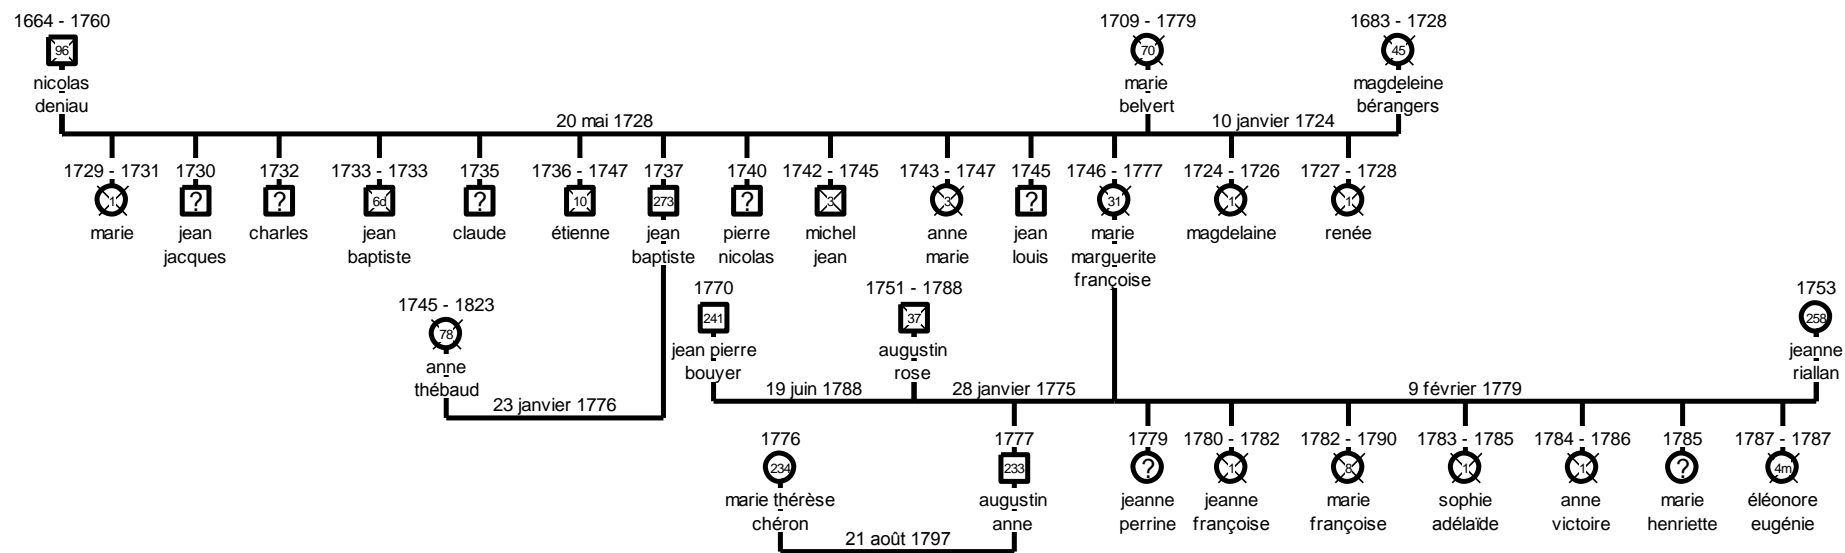 1664 - 1760
1709 - 1779
1683 - 1728
96
70
45
nicolas
deniau
marie
belvert
magdeleine
bérangers
20 mai 1728
10 janvier 1724
1729 - 1731
1730
1732
1733 - 1733
1735
1736 - 1747
1737
1740
1742 - 1745
1743 - 1747
1745
1746 - 1777
1724 - 1726
1727 - 1728
1
?
?
6d
?
10
273
?
3
3
?
31
1
1
marie
jean
jacques
charles
jean
baptiste
claude
étienne
jean
baptiste
pierre
nicolas
michel
jean
anne
marie
jean
louis
marie
marguerite
françoise
magdelaine
renée
1745 - 1823
78
anne
thébaud
1770
241
jean pierre
bouyer
1751 - 1788
37
augustin
rose
1753
258
jeanne
riallan
23 janvier 1776
19 juin 1788
28 janvier 1775
9 février 1779
1776
1777
1779
1780 - 1782
1782 - 1790
1783 - 1785
1784 - 1786
1785
1787 - 1787
234
233
?
1
8
1
1
?
4m
marie thérèse
chéron
augustin
anne
jeanne
perrine
jeanne
françoise
marie
françoise
sophie
adélaïde
anne
victoire
marie
henriette
éléonore
eugénie
21 août 1797